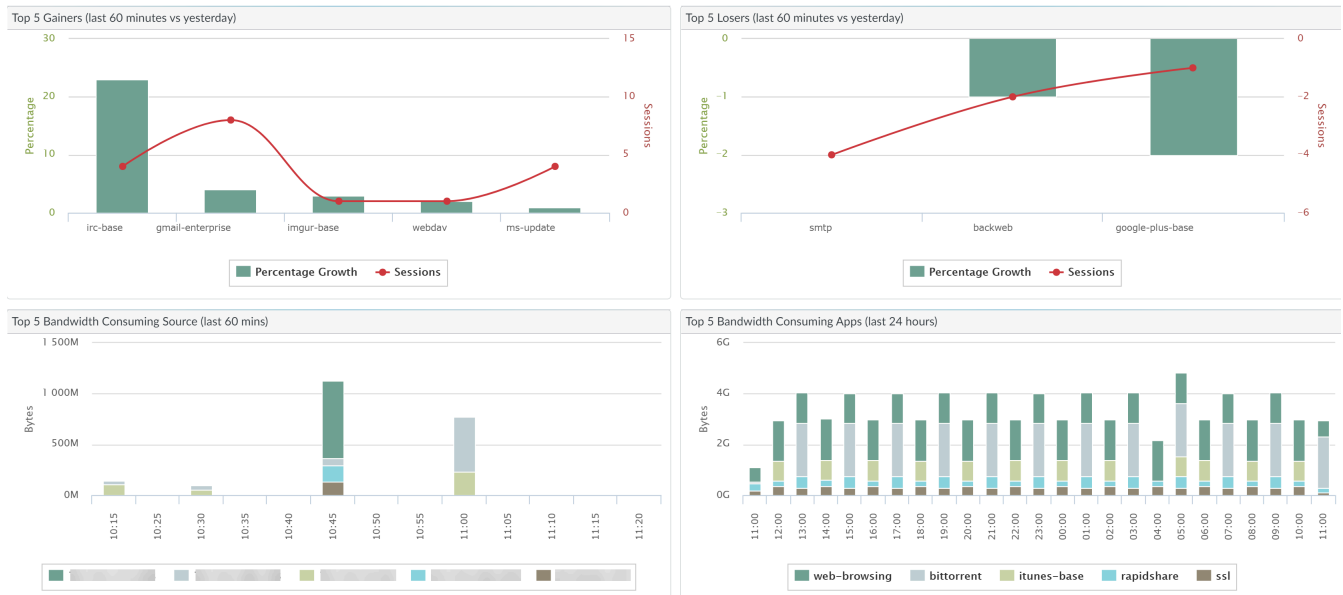 Top 5 Gainers (last 60 minutes vs yesterday)
30
20
10
0
Percentage
15
10
5
0
Sessions
irc-base gmail-enterprise imgur-base webdav ms-update
Percentage Growth Sessions
Top 5 Losers (last 60 minutes vs yesterday)
0
-1
-2
-3
Percentage
0
-2
-4
-6
Sessions
smtp backweb google-plus-base
Percentage Growth Sessions
Top 5 Bandwidth Consuming Source (last 60 mins)
1 500M
1 000M
500M
0M
Bytes
10:15 10:25 10:30 10:35 10:40 10:45 10:50 10:55 11:00 11:05 11:10 11:15 11:20
Top 5 Bandwidth Consuming Apps (last 24 hours)
6G
4G
2G
0G
Bytes
11:00 12:00 13:00 14:00 15:00 16:00 17:00 18:00 19:00 20:00 21:00 22:00 23:00 00:00 01:00 02:00 03:00 04:00 05:00 06:00 07:00 08:00 09:00 10:00 11:00
web-browsing bittorrent itunes-base rapidshare ssl